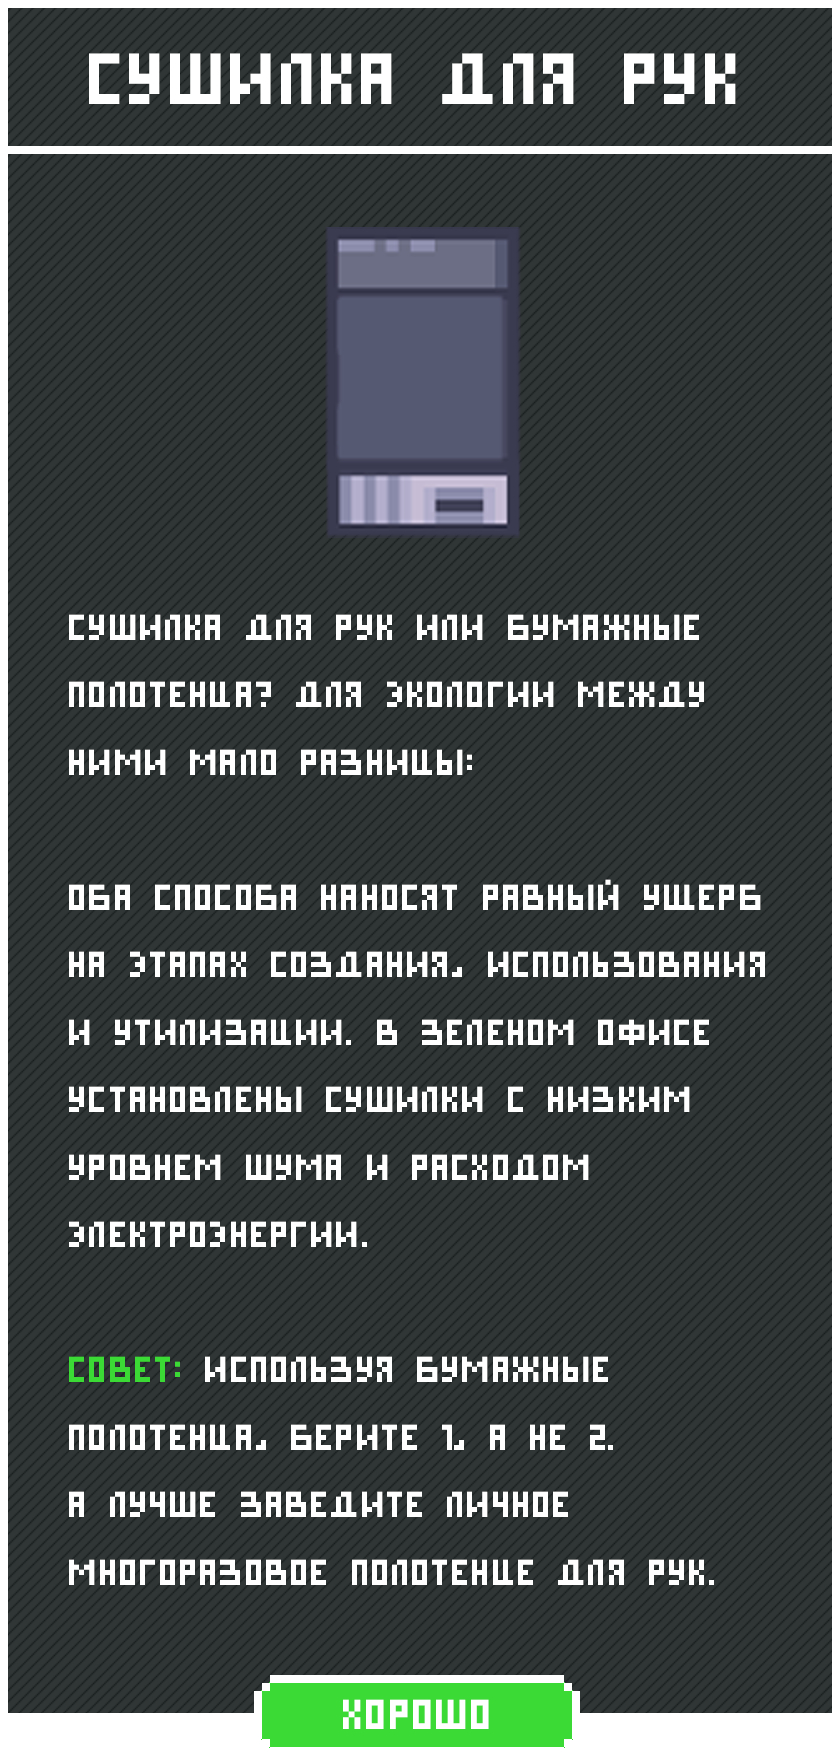 СУШИЛКА ДЛЯ РУК
СУШИЛКА ДЛЯ РУК ИЛИ БУМАЖНЫЕ
ПОЛОТЕНЦА? ДЛЯ ЭКОЛОГИИ МЕЖДУ
НИМИ МАЛО РАЗНИЦЫ:
ОБА СПОСОБА НАНОСЯТ РАВНЫЙ УЩЕРБ
НА ЭТАПАХ СОЗДАНИЯ, ИСПОЛЬЗОВАНИЯ
И УТИЛИЗАЦИИ. В ЗЕЛЕНОМ ОФИСЕ
УСТАНОВЛЕНЫ СУШИЛКИ С НИЗКИМ
УРОВНЕМ ШУМА И РАСХОДОМ
ЭЛЕКТРОЭНЕРГИИ.
СОВЕТ: ИСПОЛЬЗУЯ БУМАЖНЫЕ
ПОЛОТЕНЦА, БЕРИТЕ 1, А НЕ 2.
А ЛУЧШЕ ЗАВЕДИТЕ ЛИЧНОЕ
МНОГОРАЗОВОЕ ПОЛОТЕНЦЕ ДЛЯ РУК.
ХОРОШО